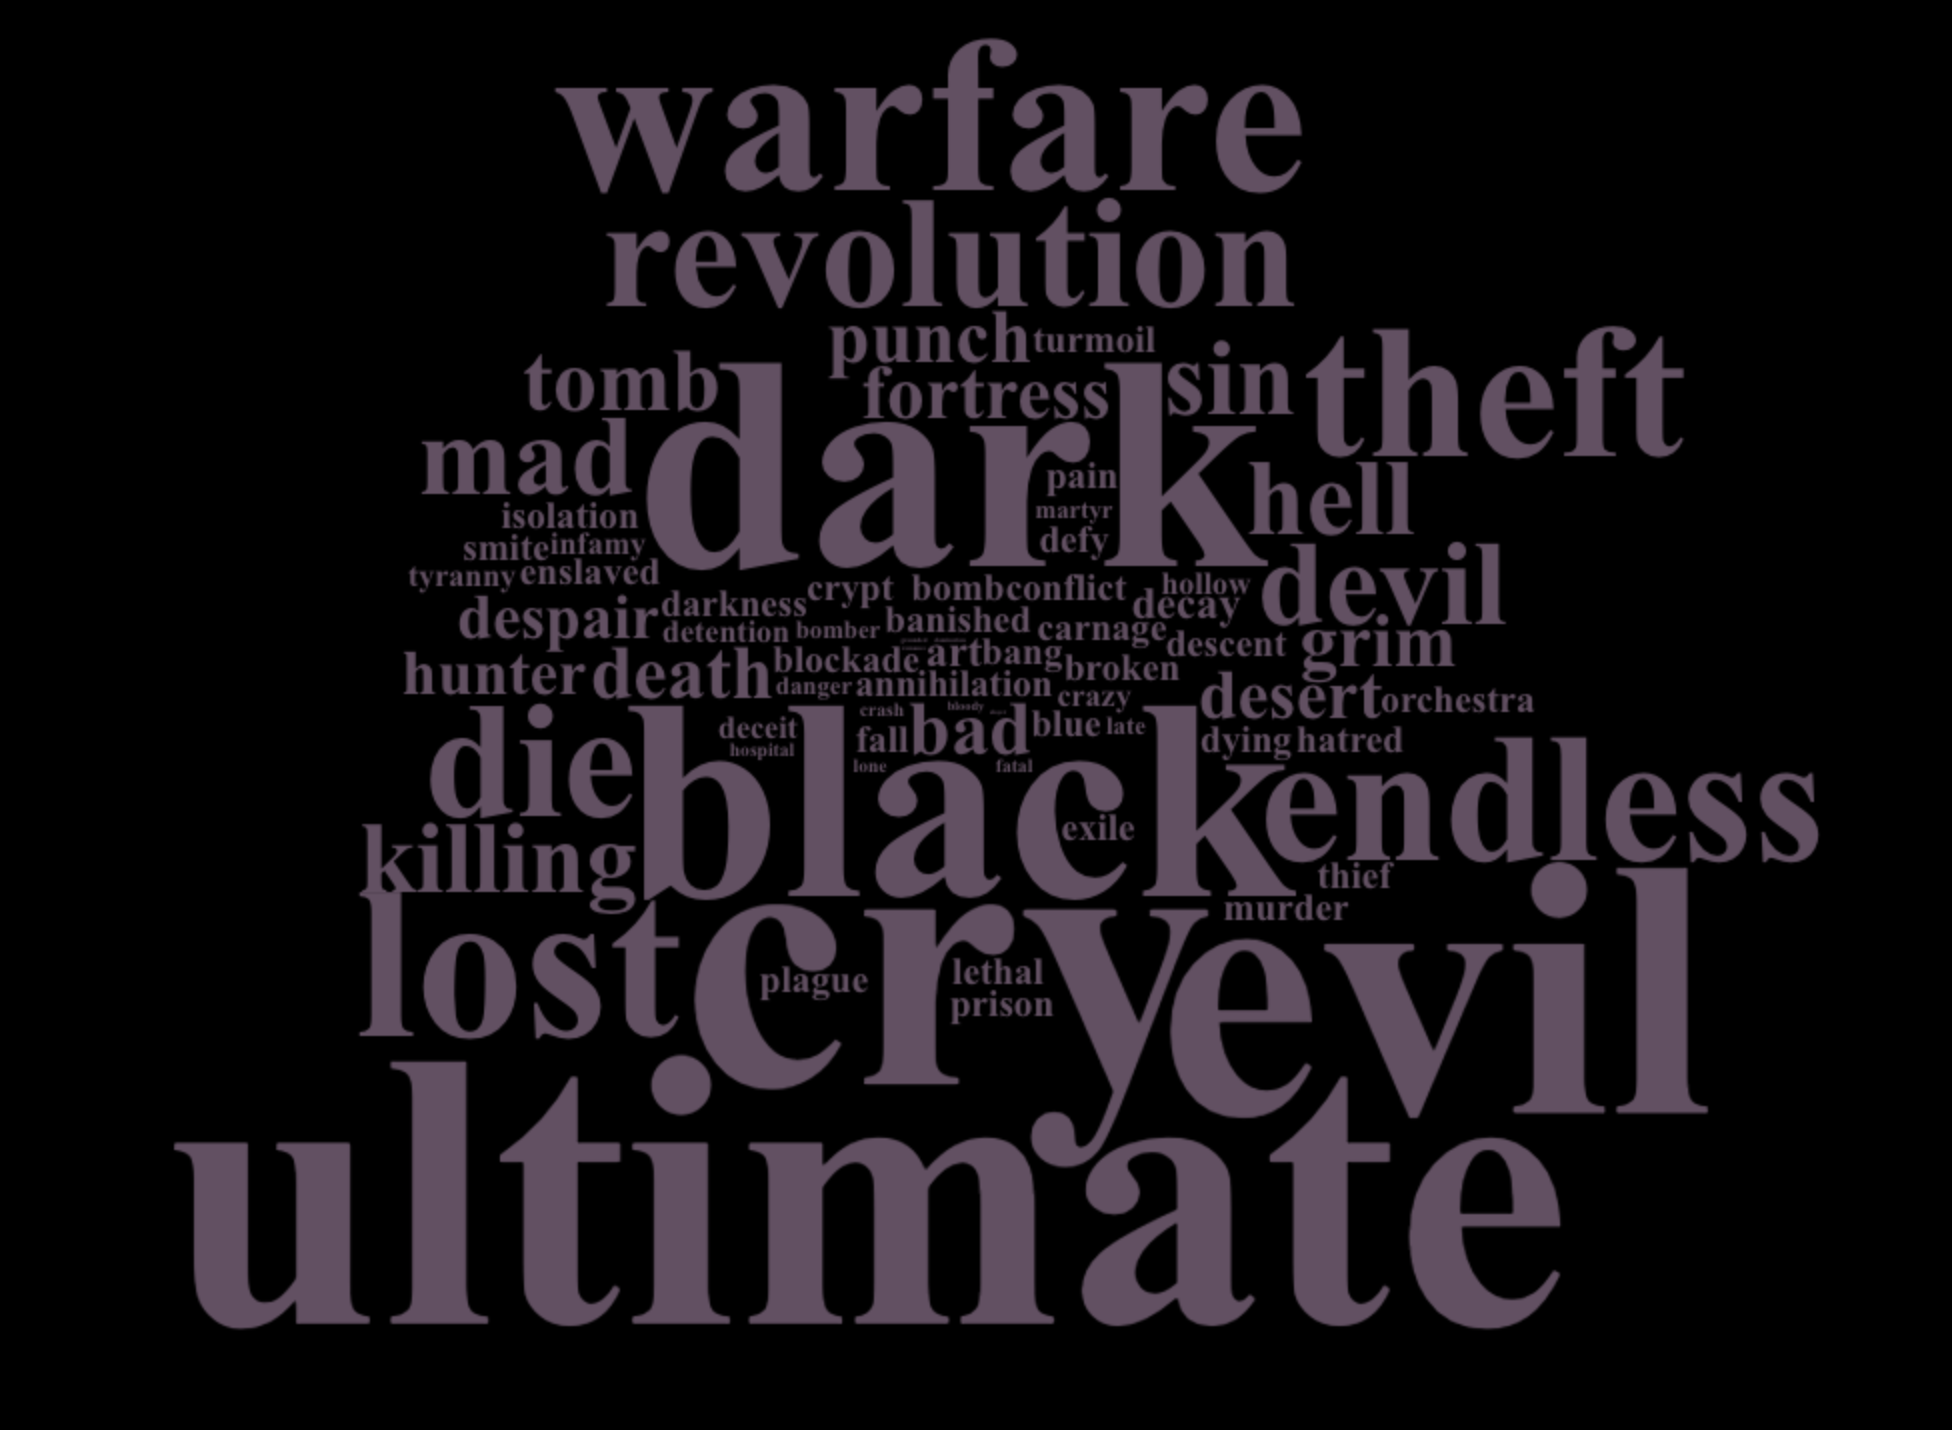 warfare
revolution
punch turmoil
tomb fortress sin theft
mad dark pain hell
isolation martyr
smite infamy defy
tyranny enslaved crypt bomb conflict hollow devil
despair darkness banished decay
detention bomber carnage descent grim
hunter death blockade art bang broken
danger annihilation crazy desert orchestra
deceit crash bloody bad blue late
hospital fall dying hatred
die lone fatal black endless
killing exile
thief
murder
lost cry evil
plague lethal
prison
ultimate